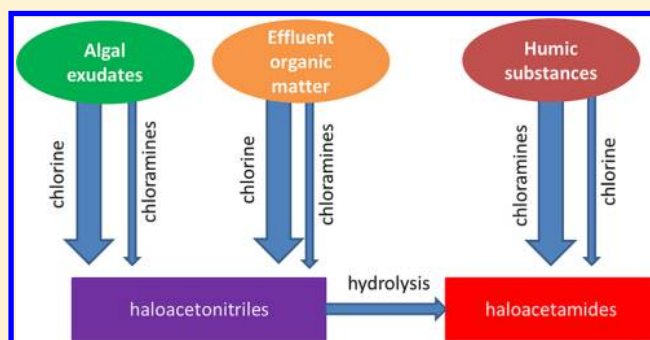 Algal
exudates
Effluent
organic
matter
Humic
substances
chlorine
chloramines
chlorine
chloramines
chloramines
chlorine
hydrolysis
haloacetonitriles
haloacetamides